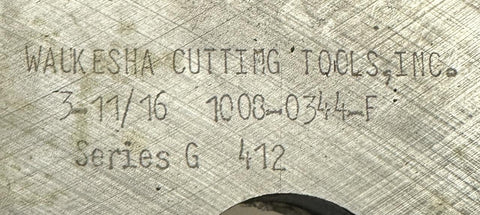 WAUKESHA CUTTING TOOLS, INC.
3-11/16 1008-0344-F
Series G 412